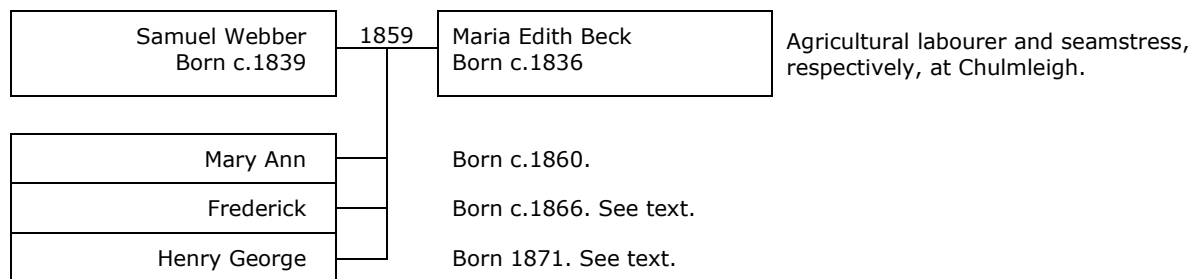 Samuel Webber
Born c.1839
1859
Maria Edith Beck
Born c.1836
Agricultural labourer and seamstress,
respectively, at Chulmleigh.
Mary Ann
Born c.1860.
Frederick
Born c.1866. See text.
Henry George
Born 1871. See text.